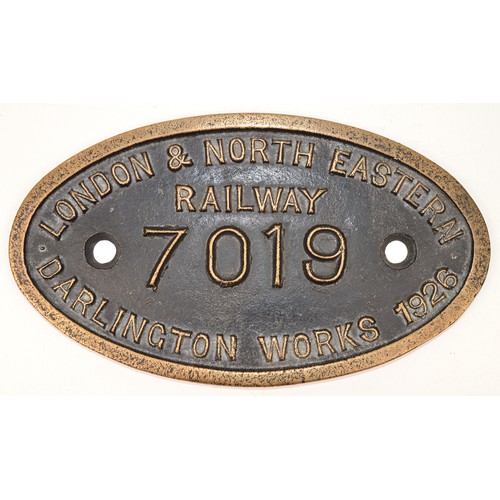 LONDON & NORTH EASTERN
RAILWAY
7019
DARLINGTON WORKS 1926